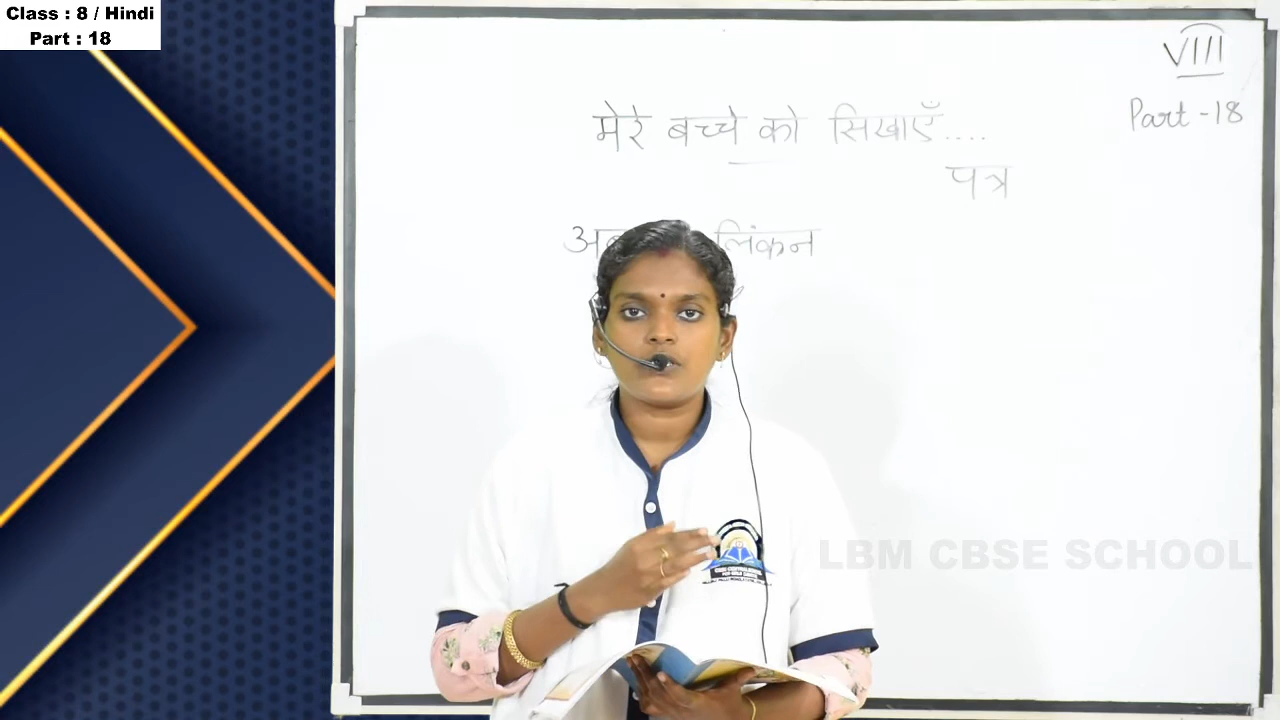 Class : 8 / Hindi
Part : 18
VIII
Part -18
मेरे बच्चे को सिखाएँ....
पत्र
लिंकन
LBM CBSE SCHOOL